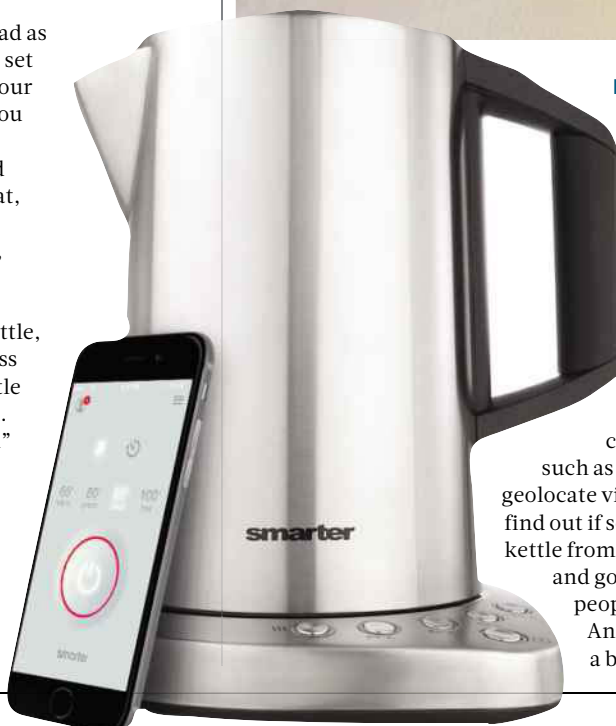 ad as
set
our
ou
d
at,
,
ttle,
ss
tle
.
”
smarter
65°
80°
100°
smarter
c
such as
geolocate vi
find out if s
kettle from
and go
peop
An
a b